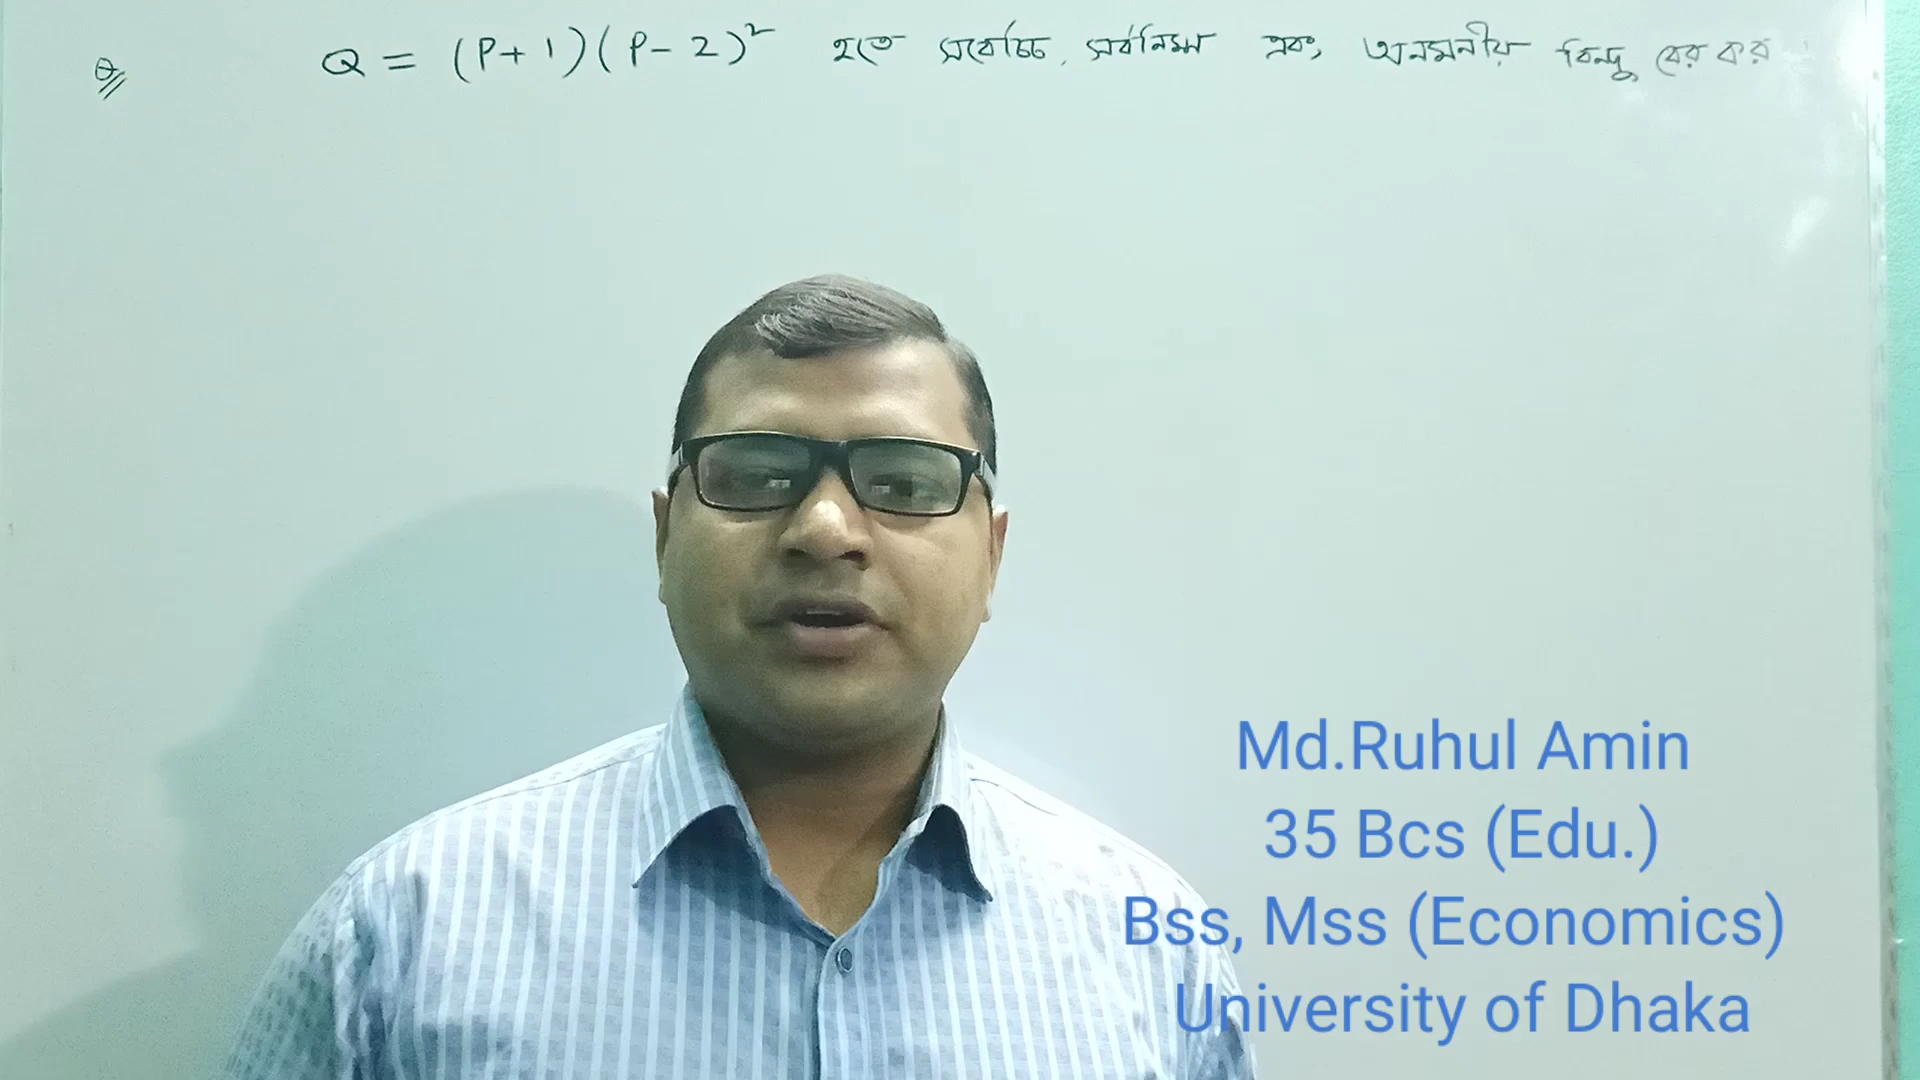 Q// Q = (P+1)(P-2)² হতে সর্বোচ্চ, সর্বনিম্ন এবং অনমনীয় বিন্দু বের কর
Md.Ruhul Amin
35 Bcs (Edu.)
Bss, Mss (Economics)
University of Dhaka